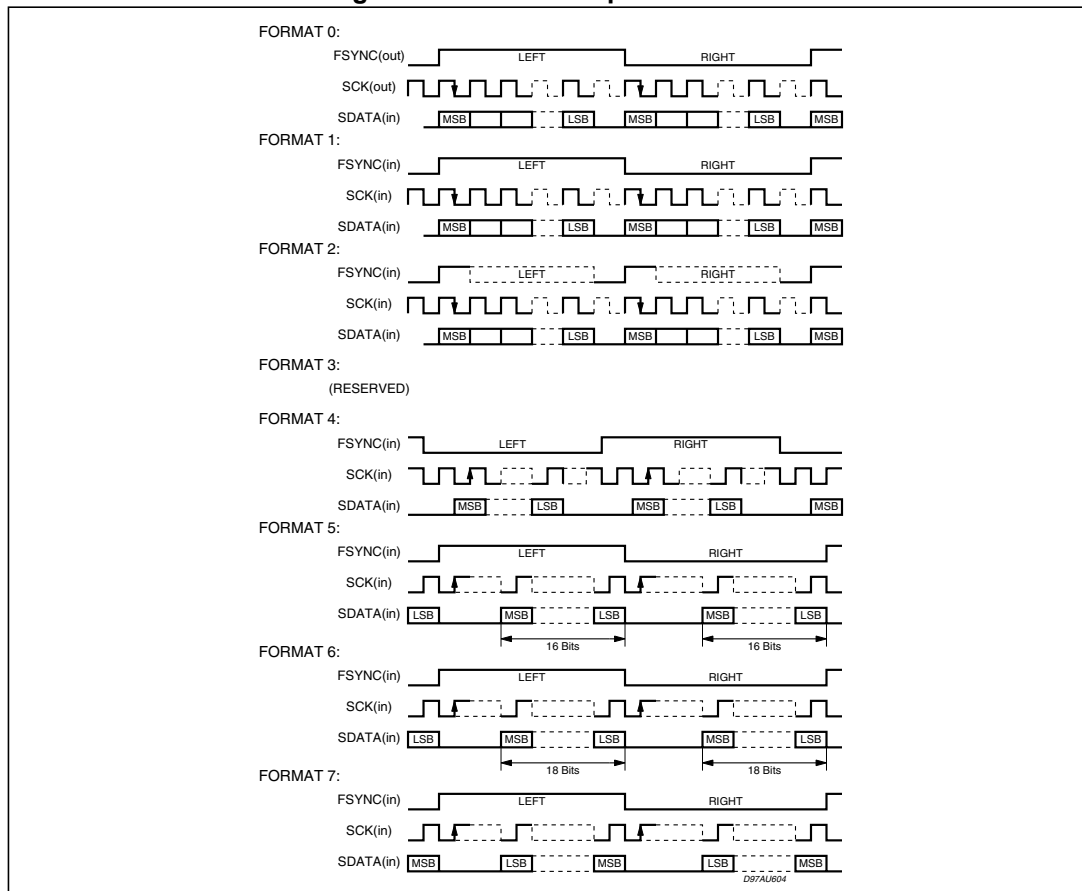 FORMAT 0:
FSYNC(out) LEFT RIGHT
SCK(out)
SDATA(in) MSB LSB MSB LSB MSB
FORMAT 1:
FSYNC(in) LEFT RIGHT
SCK(in)
SDATA(in) MSB LSB MSB LSB MSB
FORMAT 2:
FSYNC(in) LEFT RIGHT
SCK(in)
SDATA(in) MSB LSB MSB LSB MSB
FORMAT 3:
(RESERVED)
FORMAT 4:
FSYNC(in) LEFT RIGHT
SCK(in)
SDATA(in) MSB LSB MSB LSB MSB
FORMAT 5:
FSYNC(in) LEFT RIGHT
SCK(in)
SDATA(in) LSB MSB LSB MSB LSB
16 Bits 16 Bits
FORMAT 6:
FSYNC(in) LEFT RIGHT
SCK(in)
SDATA(in) LSB MSB LSB MSB LSB
18 Bits 18 Bits
FORMAT 7:
FSYNC(in) LEFT RIGHT
SCK(in)
SDATA(in) MSB LSB MSB LSB MSB
D97AU604